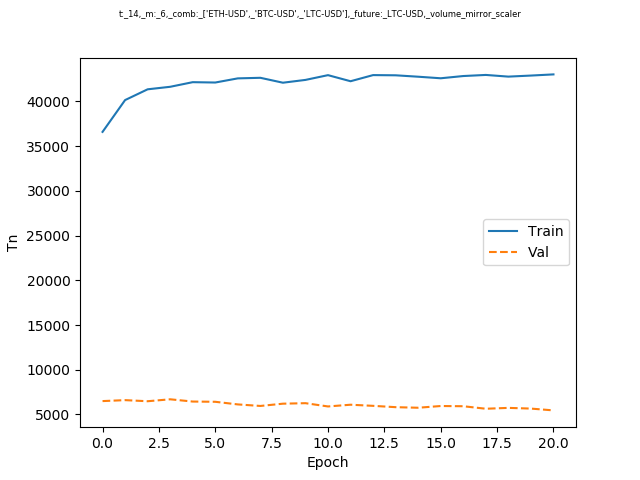 t:_14,_m:_6,_comb:_['ETH-USD',_'BTC-USD',_'LTC-USD'],_future:_LTC-USD,_volume_mirror_scaler
40000
35000
30000
25000
20000
15000
10000
5000
Tn
Train
Val
0.0 2.5 5.0 7.5 10.0 12.5 15.0 17.5 20.0
Epoch